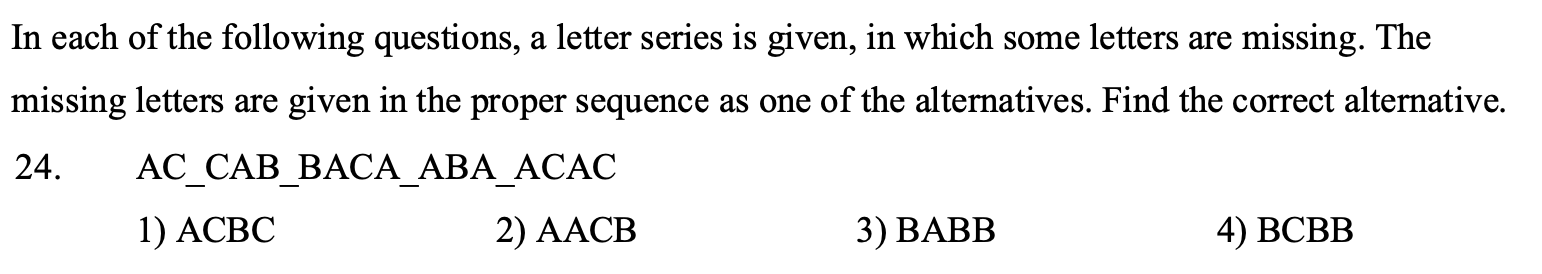 In each of the following questions, a letter series is given, in which some letters are missing. The
missing letters are given in the proper sequence as one of the alternatives. Find the correct alternative.
24. AC_CAB_BACA_ABA_ACAC
1) ACBC 2) AACB 3) BABB 4) BCBB